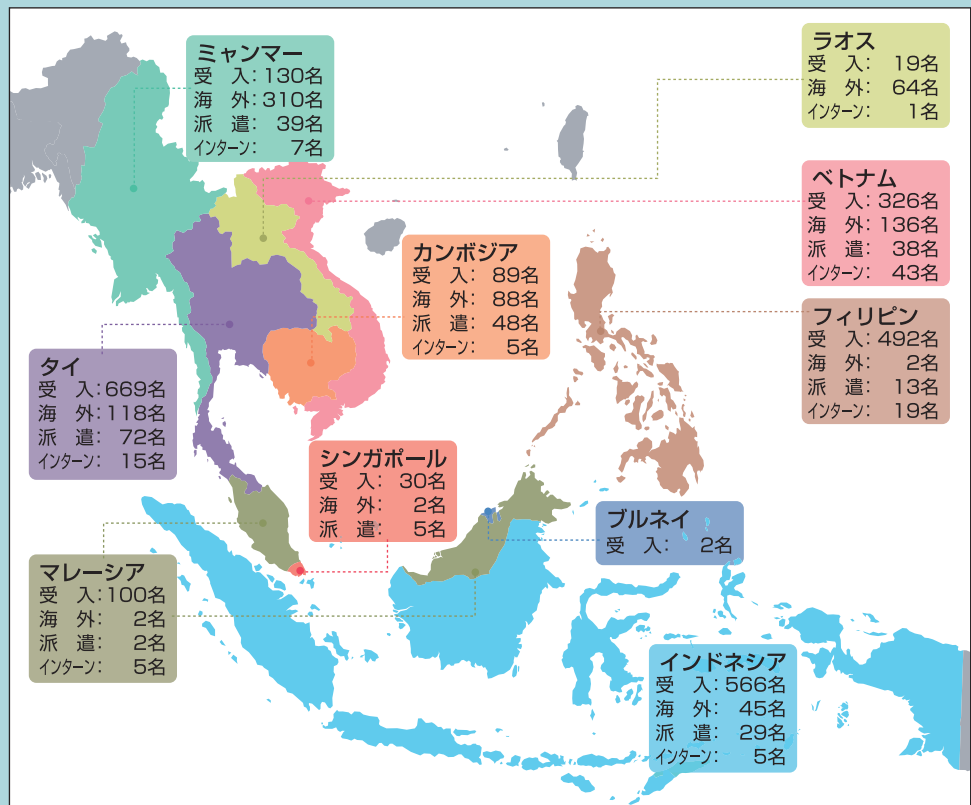 ミャンマー
受 入:130名
海 外:310名
派 遣: 39名
インターン: 7名
ラオス
受 入: 19名
海 外: 64名
インターン: 1名
ベトナム
受 入:326名
海 外:136名
派 遣: 38名
インターン: 43名
カンボジア
受 入: 89名
海 外: 88名
派 遣: 48名
インターン: 5名
フィリピン
受 入:492名
海 外: 2名
派 遣: 13名
インターン: 19名
タイ
受 入:669名
海 外:118名
派 遣: 72名
インターン: 15名
シンガポール
受 入: 30名
海 外: 2名
派 遣: 5名
ブルネイ
受 入: 2名
マレーシア
受 入:100名
海 外: 2名
派 遣: 2名
インターン: 5名
インドネシア
受 入:566名
海 外: 45名
派 遣: 29名
インターン: 5名